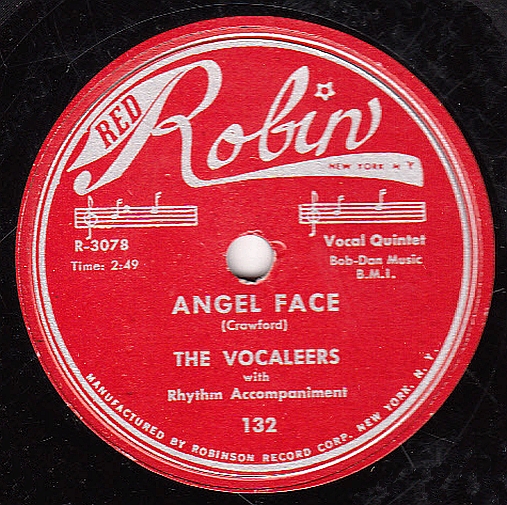 RED
Robin
NEW YORK N Y
R-3078
Time: 2:49
Vocal Quintet
Bob-Dan Music
B.M.I.
ANGEL FACE
(Crawford)
THE VOCALEERS
with
Rhythm Accompaniment
132
MANUFACTURED BY ROBINSON RECORD CORP. NEW YORK, N. Y.